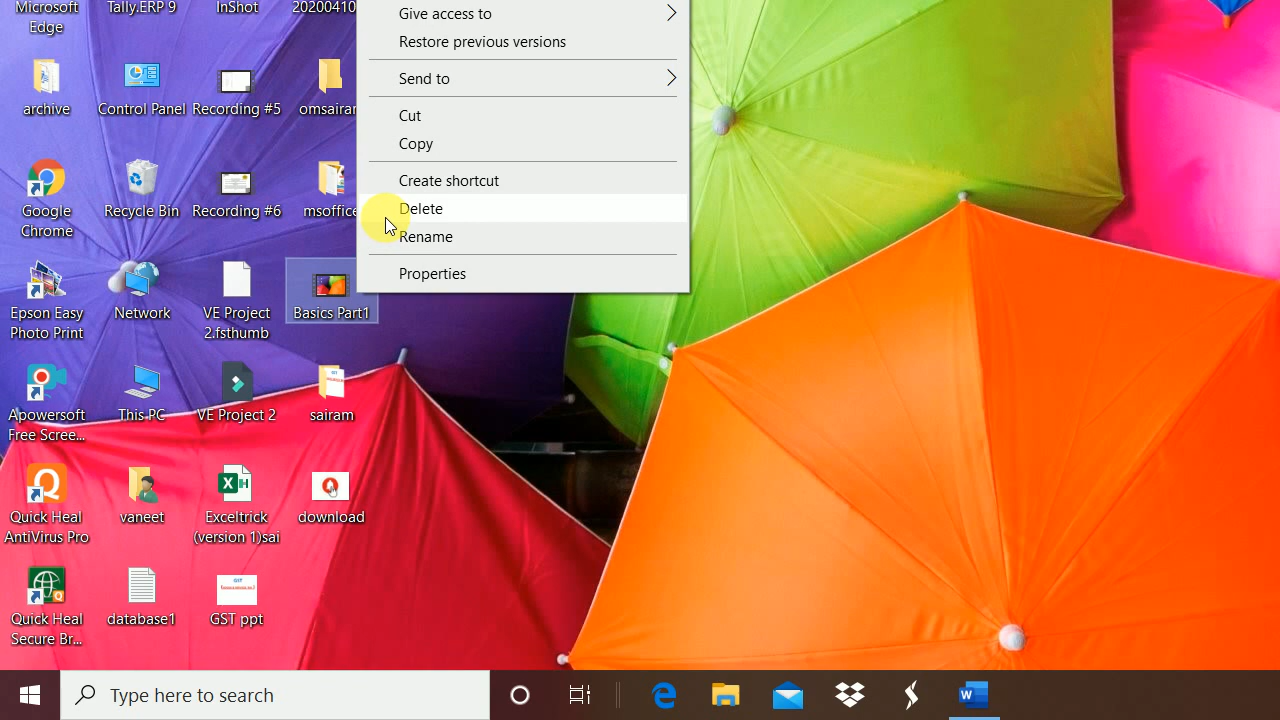 Microsoft
Edge
Tally.ERP 9
InShot
20200410
archive
Control Panel
Recording #5
omsairam
Google
Chrome
Recycle Bin
Recording #6
msoffice
Epson Easy
Photo Print
Network
VE Project
2.fsthumb
Basics Part1
Apowersoft
Free Scree...
This PC
VE Project 2
sairam
Quick Heal
AntiVirus Pro
vaneet
Exceltrick
(version 1)sai
download
Quick Heal
Secure Br...
database1
GST ppt
Give access to
Restore previous versions
Send to
Cut
Copy
Create shortcut
Delete
Rename
Properties
Type here to search